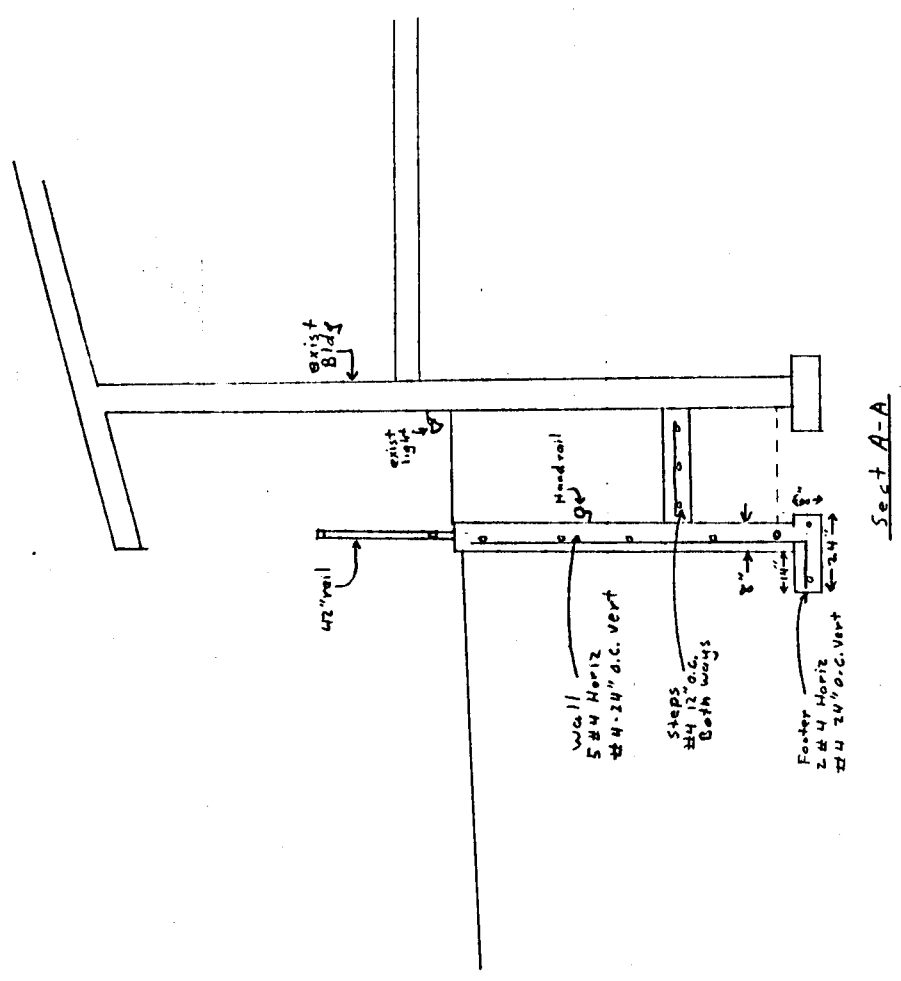 exist
Bldg
exist
light
42" rail
Handrail
Wall
5 #4 Horiz
#4-24" o.c. vert
Steps
#4 12" o.c.
Both ways
8"
14"
8"
24"
Footer
2 #4 Horiz
#4 24" o.c. Vert
Sect A-A